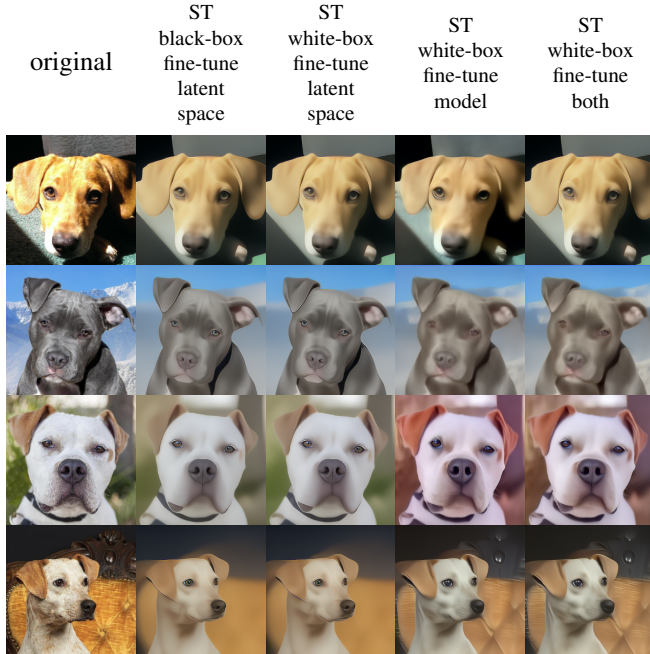 original
ST
black-box
fine-tune
latent
space
ST
white-box
fine-tune
latent
space
ST
white-box
fine-tune
model
ST
white-box
fine-tune
both